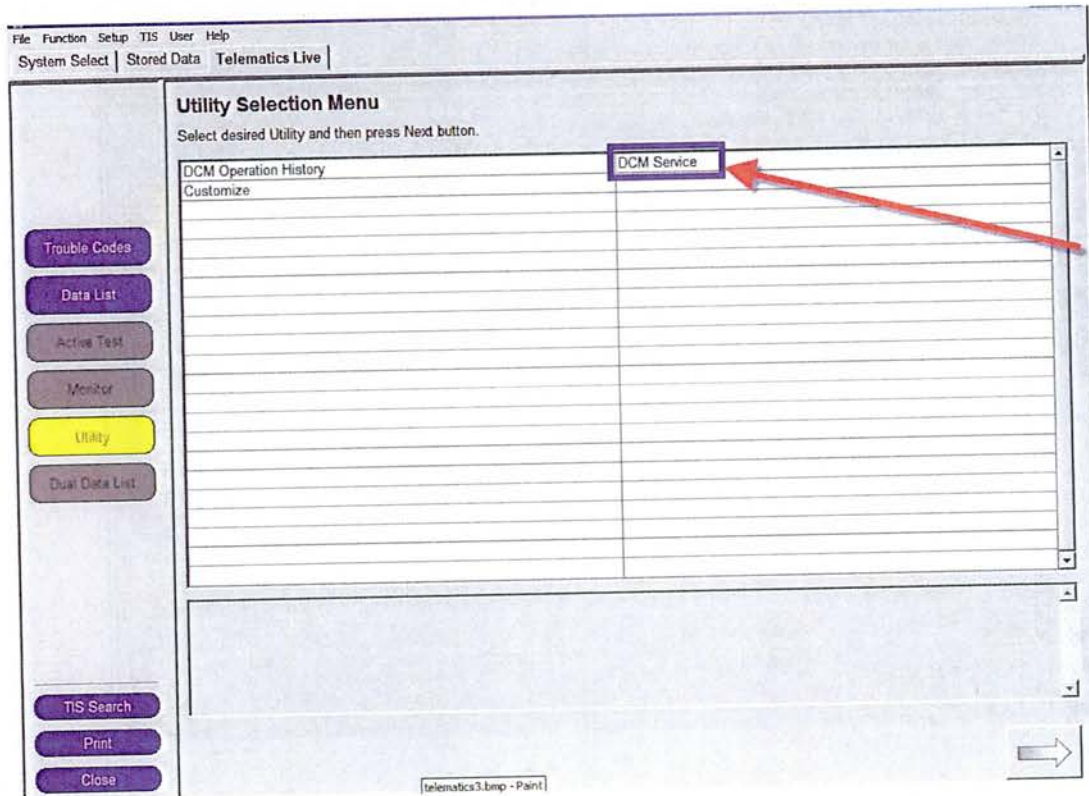 File Function Setup TIS User Help
System Select Stored Data Telematics Live
Utility Selection Menu
Select desired Utility and then press Next button.
DCM Operation History DCM Service
Customize
Trouble Codes
Data List
Active Test
Monitor
Utility
Dual Data List
TIS Search
Print
Close
telematics3.bmp - Paint